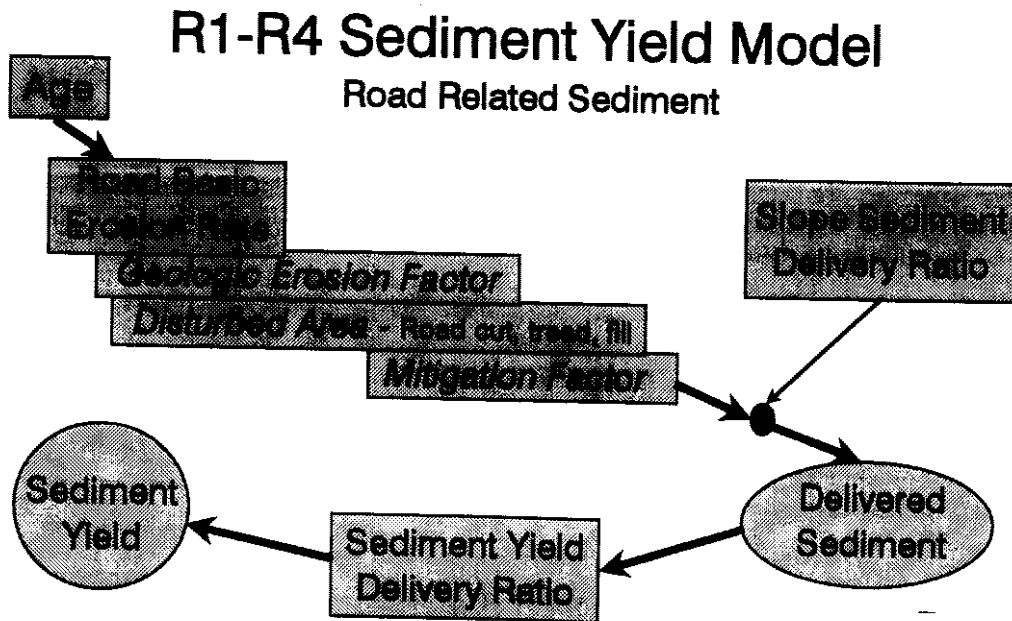 R1-R4 Sediment Yield Model
Road Related Sediment
Age
Road Basic
Erosion Rate
Geologic Erosion Factor
Disturbed Area - Road cut, tread, fill
Mitigation Factor
Slope Sediment
Delivery Ratio
Delivered
Sediment
Sediment Yield
Delivery Ratio
Sediment
Yield